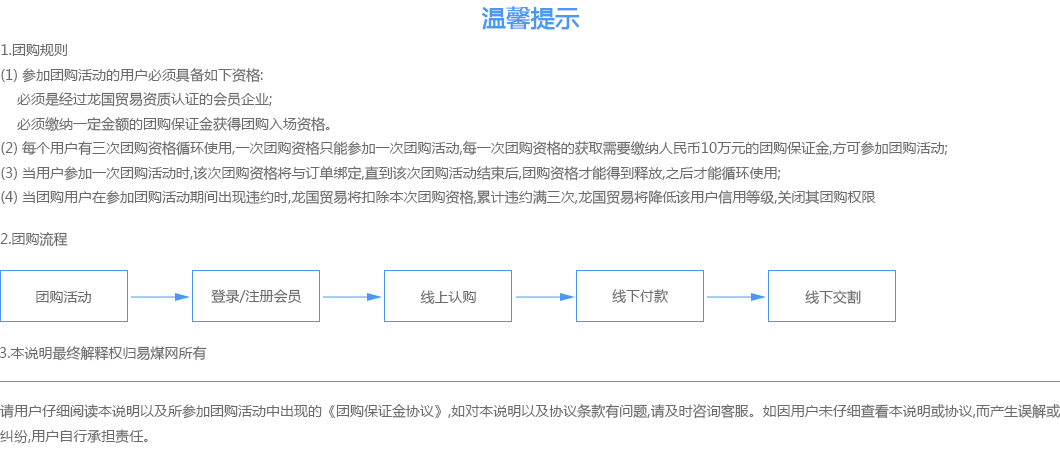 温馨提示
1.团购规则
(1) 参加团购活动的用户必须具备如下资格:
必须是经过龙国贸易资质认证的会员企业;
必须缴纳一定金额的团购保证金获得团购入场资格。
(2) 每个用户有三次团购资格循环使用,一次团购资格只能参加一次团购活动,每一次团购资格的获取需要缴纳人民币10万元的团购保证金,方可参加团购活动;
(3) 当用户参加一次团购活动时,该次团购资格将与订单绑定,直到该次团购活动结束后,团购资格才能得到释放,之后才能循环使用;
(4) 当团购用户在参加团购活动期间出现违约时,龙国贸易将扣除本次团购资格,累计违约满三次,龙国贸易将降低该用户信用等级,关闭其团购权限
2.团购流程
团购活动
登录/注册会员
线上认购
线下付款
线下交割
3.本说明最终解释权归易煤网所有
请用户仔细阅读本说明以及所参加团购活动中出现的《团购保证金协议》,如对本说明以及协议条款有问题,请及时咨询客服。如因用户未仔细查看本说明或协议,而产生误解或
纠纷,用户自行承担责任。